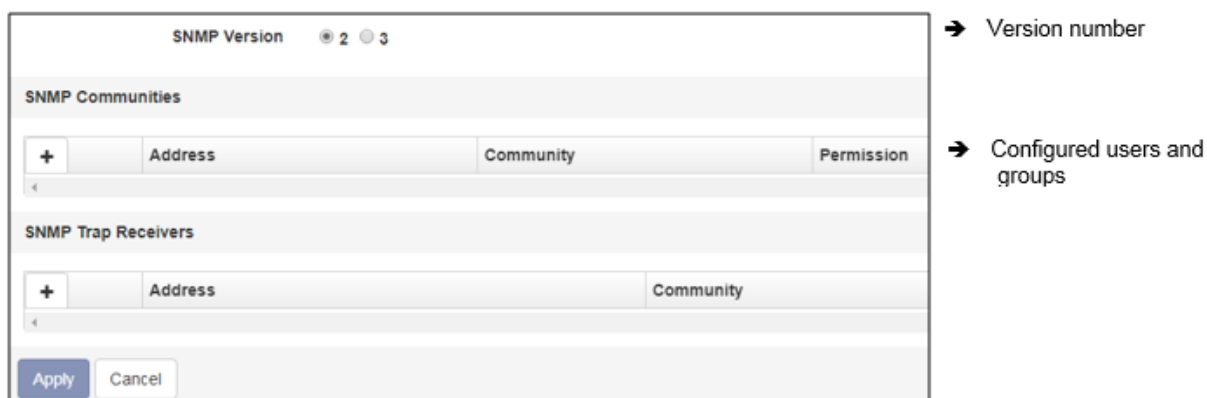 SNMP Version 2 3
➔ Version number
SNMP Communities
+ Address Community Permission
➔ Configured users and
groups
SNMP Trap Receivers
+ Address Community
Apply Cancel